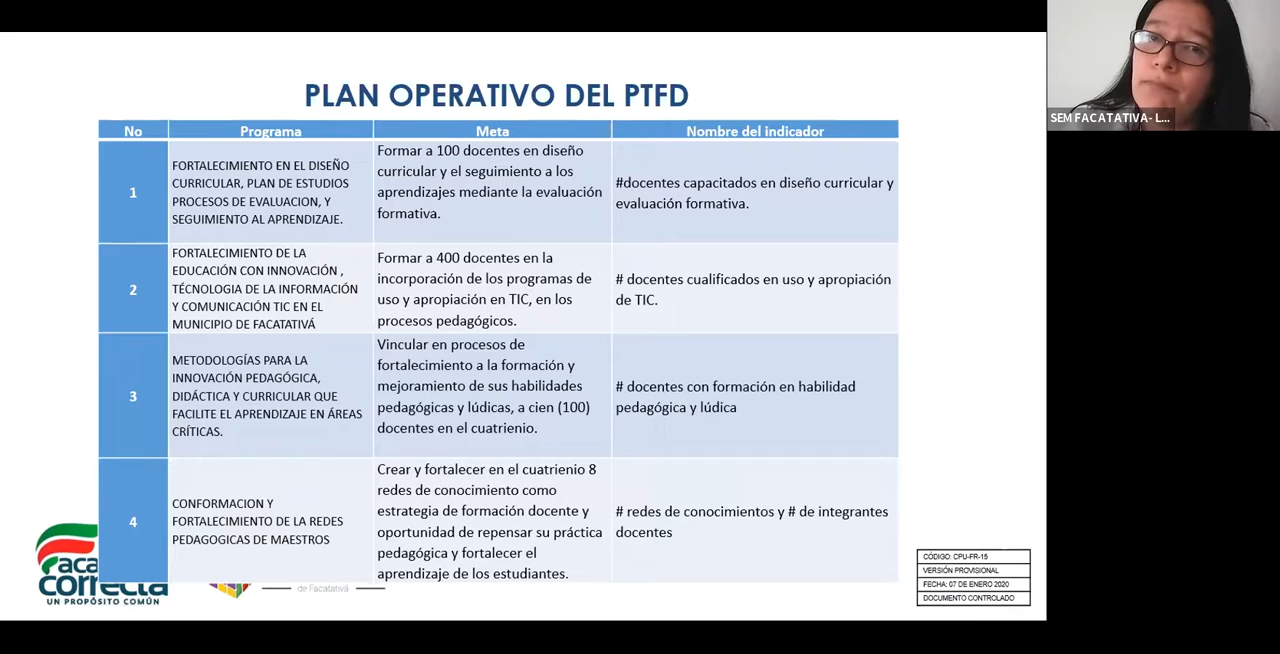 PLAN OPERATIVO DEL PTFD
No
Programa
Meta
Nombre del indicador
1
FORTALECIMIENTO EN EL DISEÑO
CURRICULAR, PLAN DE ESTUDIOS
PROCESOS DE EVALUACION, Y
SEGUIMIENTO AL APRENDIZAJE.
Formar a 100 docentes en diseño
curricular y el seguimiento a los
aprendizajes mediante la evaluación
formativa.
#docentes capacitados en diseño curricular y
evaluación formativa.
2
FORTALECIMIENTO DE LA
EDUCACIÓN CON INNOVACIÓN ,
TÉCNOLOGIA DE LA INFORMACIÓN
Y COMUNICACIÓN TIC EN EL
MUNICIPIO DE FACATATIVÁ
Formar a 400 docentes en la
incorporación de los programas de
uso y apropiación en TIC, en los
procesos pedagógicos.
# docentes cualificados en uso y apropiación
de TIC.
3
METODOLOGÍAS PARA LA
INNOVACIÓN PEDAGÓGICA,
DIDÁCTICA Y CURRICULAR QUE
FACILITE EL APRENDIZAJE EN ÁREAS
CRÍTICAS.
Vincular en procesos de
fortalecimiento a la formación y
mejoramiento de sus habilidades
pedagógicas y lúdicas, a cien (100)
docentes en el cuatrienio.
# docentes con formación en habilidad
pedagógica y lúdica
4
CONFORMACION Y
FORTALECIMIENTO DE LA REDES
PEDAGOGICAS DE MAESTROS
Crear y fortalecer en el cuatrienio 8
redes de conocimiento como
estrategia de formación docente y
oportunidad de repensar su práctica
pedagógica y fortalecer el
aprendizaje de los estudiantes.
# redes de conocimientos y # de integrantes
docentes
aca
correcta
UN PROPÓSITO COMÚN
de Facatativá
CÓDIGO: CPU-FR-15
VERSIÓN PROVISIONAL
FECHA: 07 DE ENERO 2020
DOCUMENTO CONTROLADO
SEM FACATATIVA- L...